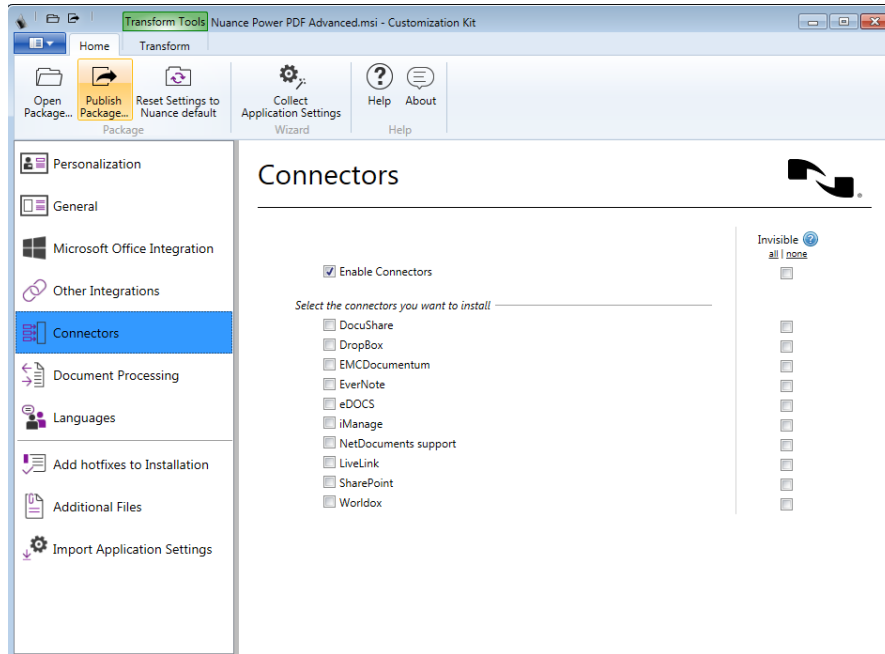 Transform Tools Nuance Power PDF Advanced.msi - Customization Kit
Home Transform
Open Package... Publish Package... Reset Settings to Nuance default Collect Application Settings Help About
Package Wizard Help
Personalization
General
Microsoft Office Integration
Other Integrations
Connectors
Document Processing
Languages
Add hotfixes to Installation
Additional Files
Import Application Settings
Connectors
Invisible
all | none
Enable Connectors
Select the connectors you want to install
DocuShare
DropBox
EMCDocumentum
EverNote
eDOCS
iManage
NetDocuments support
LiveLink
SharePoint
Worldox